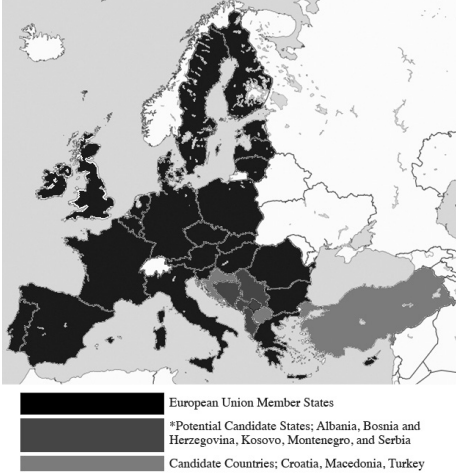 European Union Member States
*Potential Candidate States; Albania, Bosnia and
Herzegovina, Kosovo, Montenegro, and Serbia
Candidate Countries; Croatia, Macedonia, Turkey